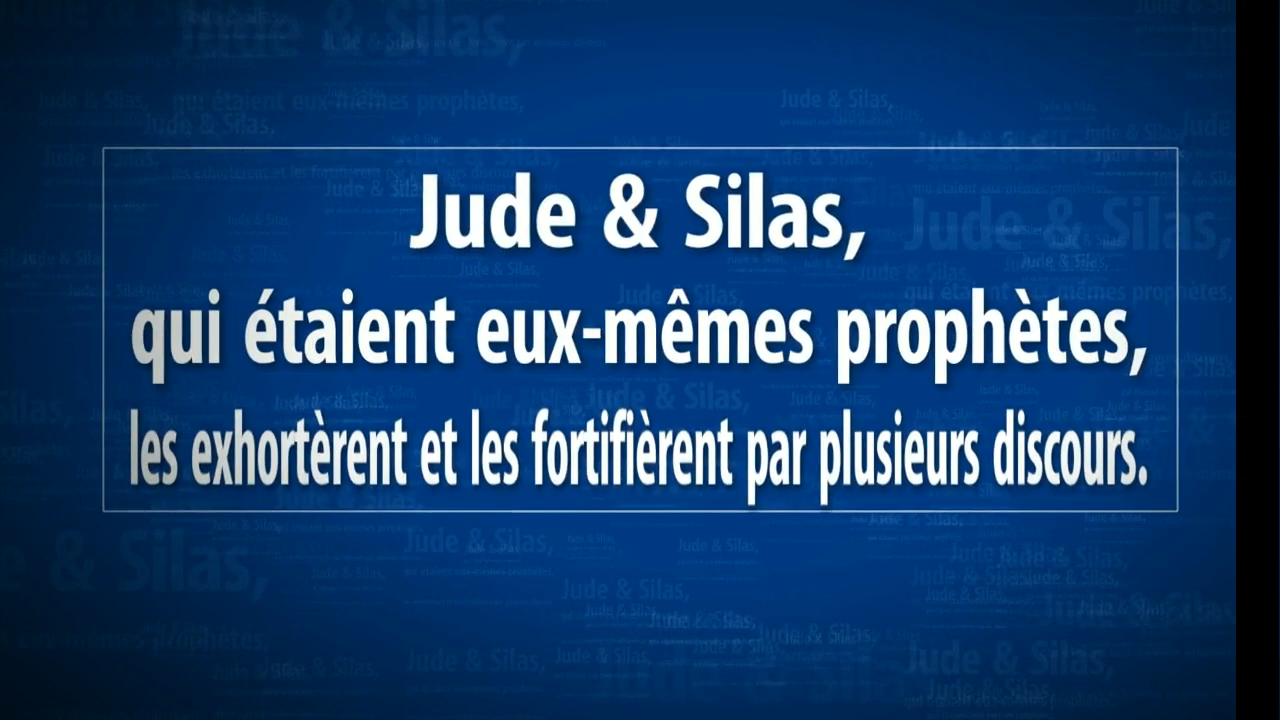 Jude & Silas,
qui étaient eux-mêmes prophètes,
les exhortèrent et les fortifièrent par plusieurs discours.